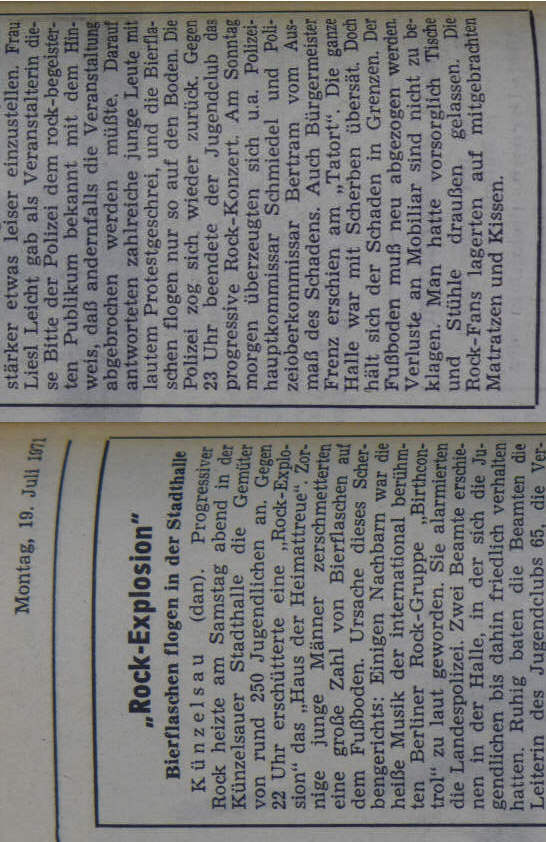 Montag, 19. Juli 1971
„Rock-Explosion“
Bierflaschen flogen in der Stadthalle
Künzelsau (dan). Progressiver
Rock heizte am Samstag abend in der
Künzelsauer Stadthalle die Gemüter
von rund 250 Jugendlichen an. Gegen
22 Uhr erschütterte eine „Rock-Explo-
sion“ das „Haus der Heimattreue“. Zor-
nige junge Männer zerschmetterten
eine große Zahl von Bierflaschen auf
dem Fußboden. Ursache dieses Scher-
bengerichts: Einigen Nachbarn war die
heiße Musik der international berühm-
ten Berliner Rock-Gruppe „Birthcon-
trol“ zu laut geworden. Sie alarmierten
die Landespolizei. Zwei Beamte erschie-
nen in der Halle, in der sich die Ju-
gendlichen bis dahin friedlich verhalten
hatten. Ruhig baten die Beamten die
Leiterin des Jugendclubs 65, die Ver-
stärker etwas leiser einzustellen. Frau
Liesl Leicht gab als Veranstalterin die-
se Bitte der Polizei dem rock-begeister-
ten Publikum bekannt mit dem Hin-
weis, daß andernfalls die Veranstaltung
abgebrochen werden müßte. Darauf
antworteten zahlreiche junge Leute mit
lautem Protestgeschrei, und die Bierfla-
schen flogen nur so auf den Boden. Die
Polizei zog sich wieder zurück. Gegen
23 Uhr beendete der Jugendclub das
progressive Rock-Konzert. Am Sonntag
morgen überzeugten sich u.a. Polizei-
hauptkommissar Schmiedel und Poli-
zeioberkommissar Bertram vom Aus-
maß des Schadens. Auch Bürgermeister
Frenz erschien am „Tatort“. Die ganze
Halle war mit Scherben übersät. Doch
hält sich der Schaden in Grenzen. Der
Fußboden muß neu abgezogen werden.
Verluste an Mobiliar sind nicht zu be-
klagen. Man hatte vorsorglich Tische
und Stühle draußen gelassen. Die
Rock-Fans lagerten auf mitgebrachten
Matratzen und Kissen.